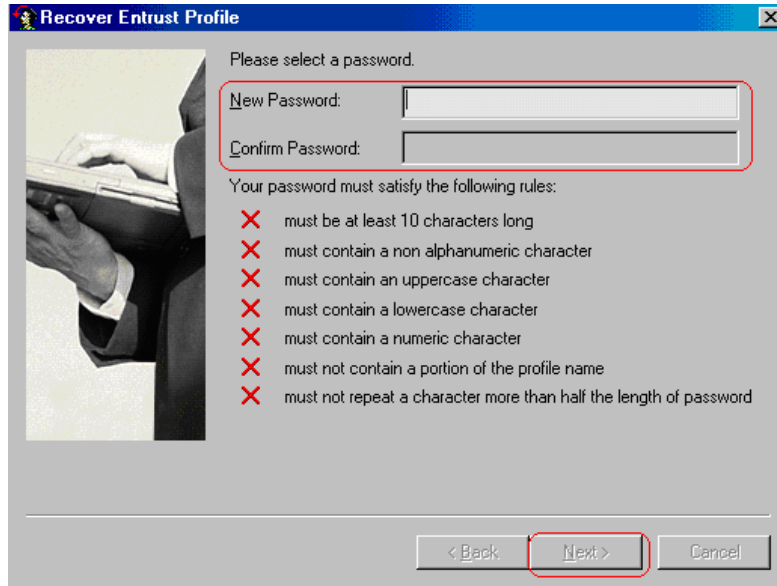 Recover Entrust Profile
Please select a password.
New Password:
Confirm Password:
Your password must satisfy the following rules:
must be at least 10 characters long
must contain a non alphanumeric character
must contain an uppercase character
must contain a lowercase character
must contain a numeric character
must not contain a portion of the profile name
must not repeat a character more than half the length of password
< Back Next > Cancel